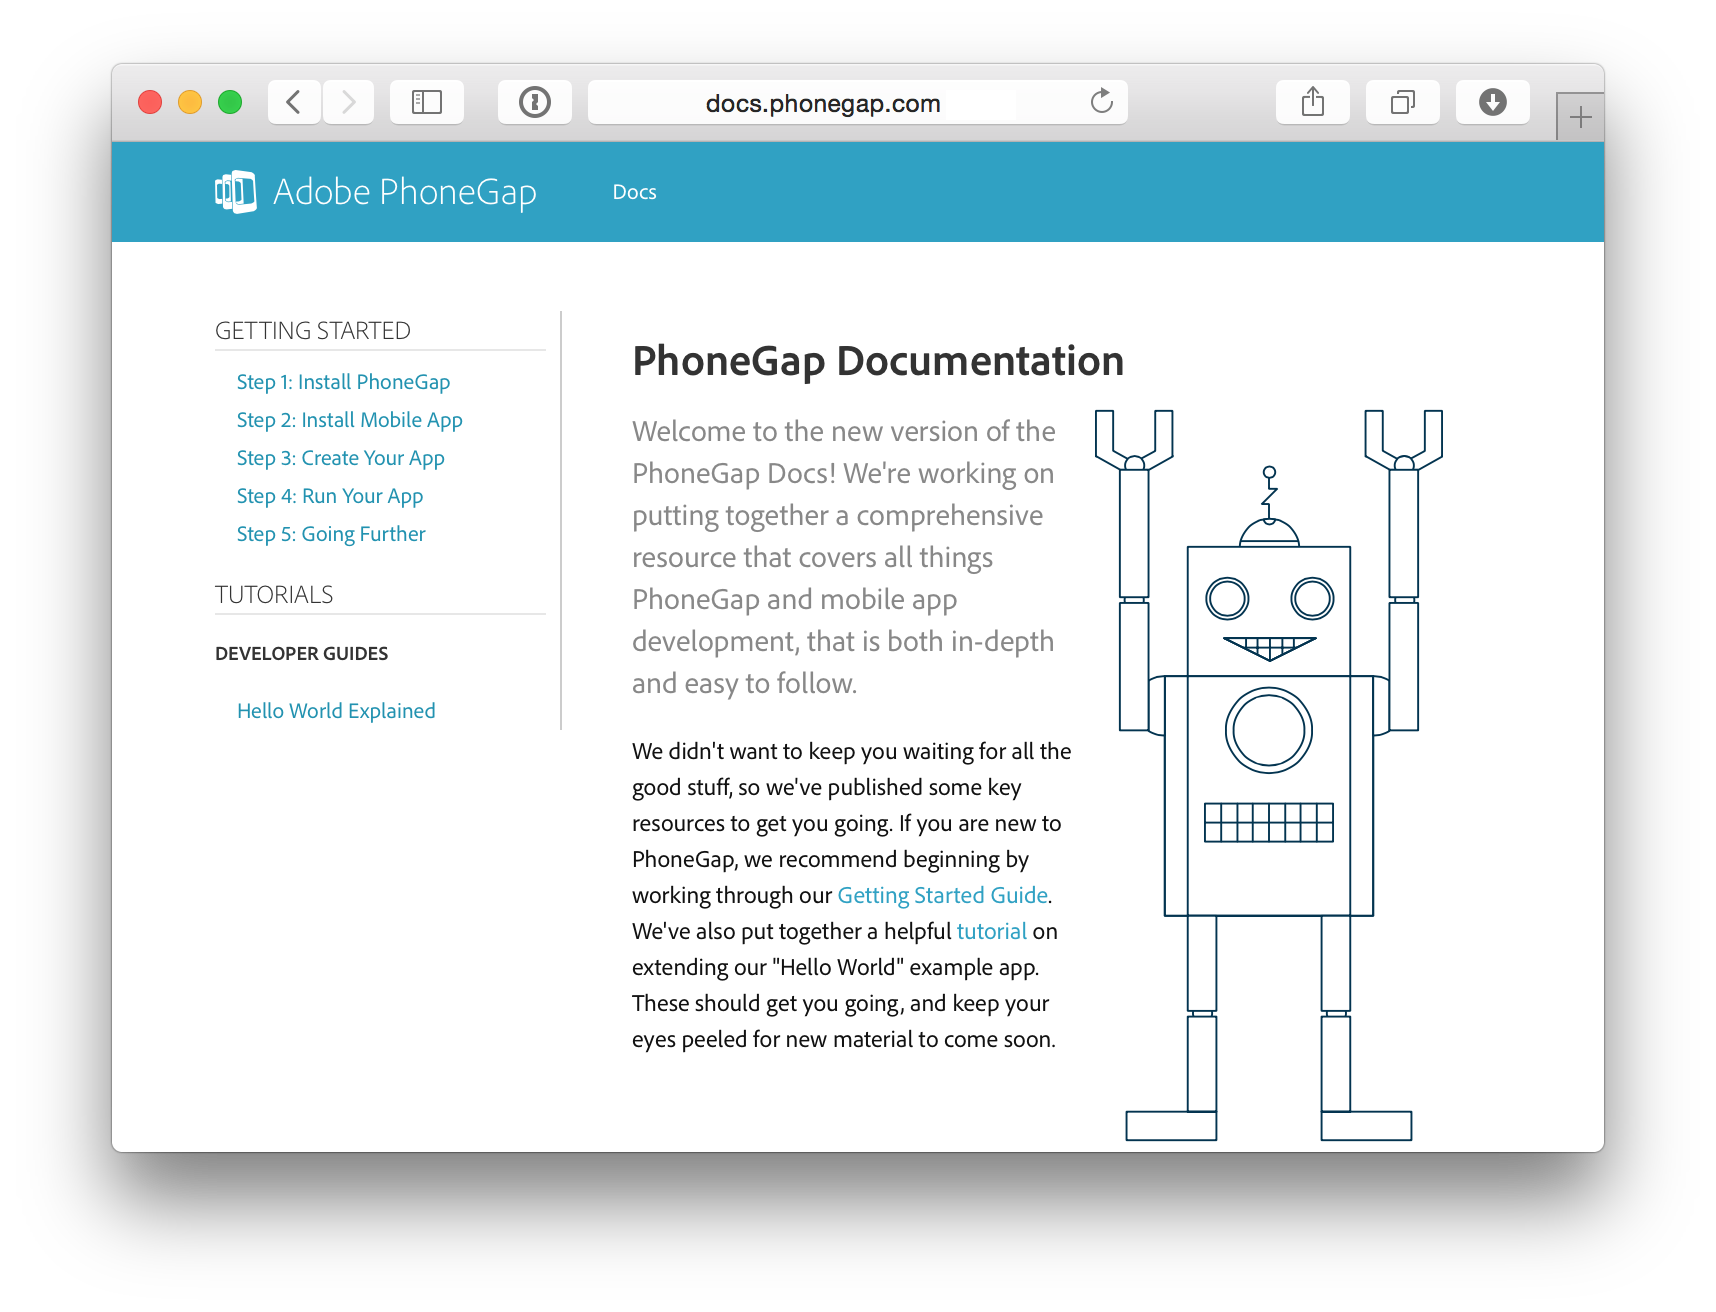 docs.phonegap.com
Adobe PhoneGap
Docs
GETTING STARTED
Step 1: Install PhoneGap
Step 2: Install Mobile App
Step 3: Create Your App
Step 4: Run Your App
Step 5: Going Further
TUTORIALS
DEVELOPER GUIDES
Hello World Explained
PhoneGap Documentation
Welcome to the new version of the
PhoneGap Docs! We're working on
putting together a comprehensive
resource that covers all things
PhoneGap and mobile app
development, that is both in-depth
and easy to follow.
We didn't want to keep you waiting for all the
good stuff, so we've published some key
resources to get you going. If you are new to
PhoneGap, we recommend beginning by
working through our Getting Started Guide.
We've also put together a helpful tutorial on
extending our "Hello World" example app.
These should get you going, and keep your
eyes peeled for new material to come soon.